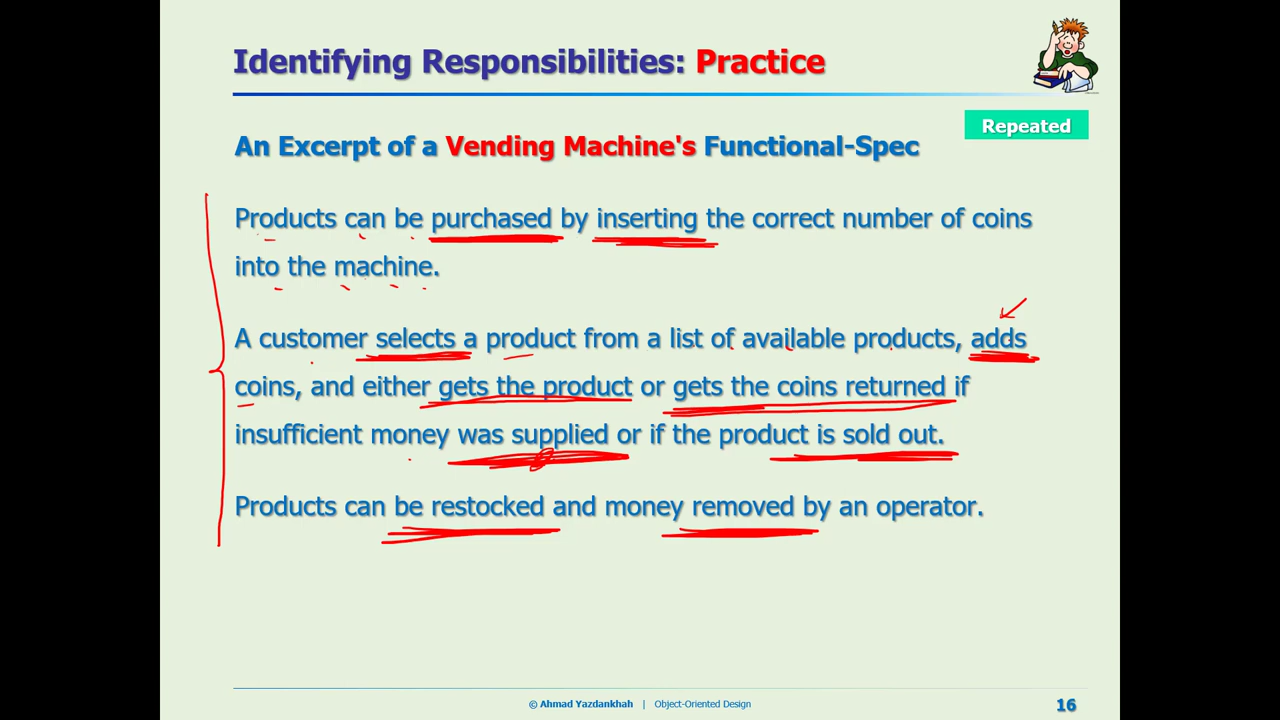 Identifying Responsibilities: Practice
Repeated
An Excerpt of a Vending Machine's Functional-Spec
Products can be purchased by inserting the correct number of coins
into the machine.
A customer selects a product from a list of available products, adds
coins, and either gets the product or gets the coins returned if
insufficient money was supplied or if the product is sold out.
Products can be restocked and money removed by an operator.
© Ahmad Yazdankhah | Object-Oriented Design
16